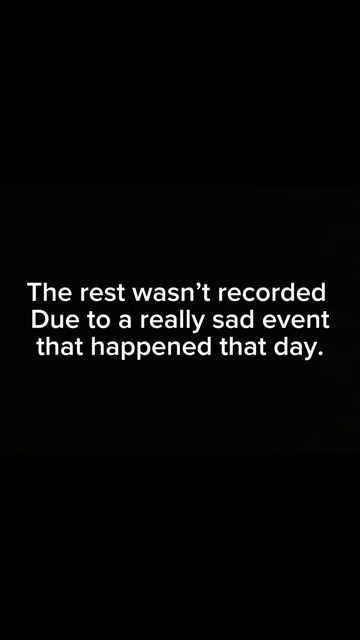 The rest wasn’t recorded
Due to a really sad event
that happened that day.